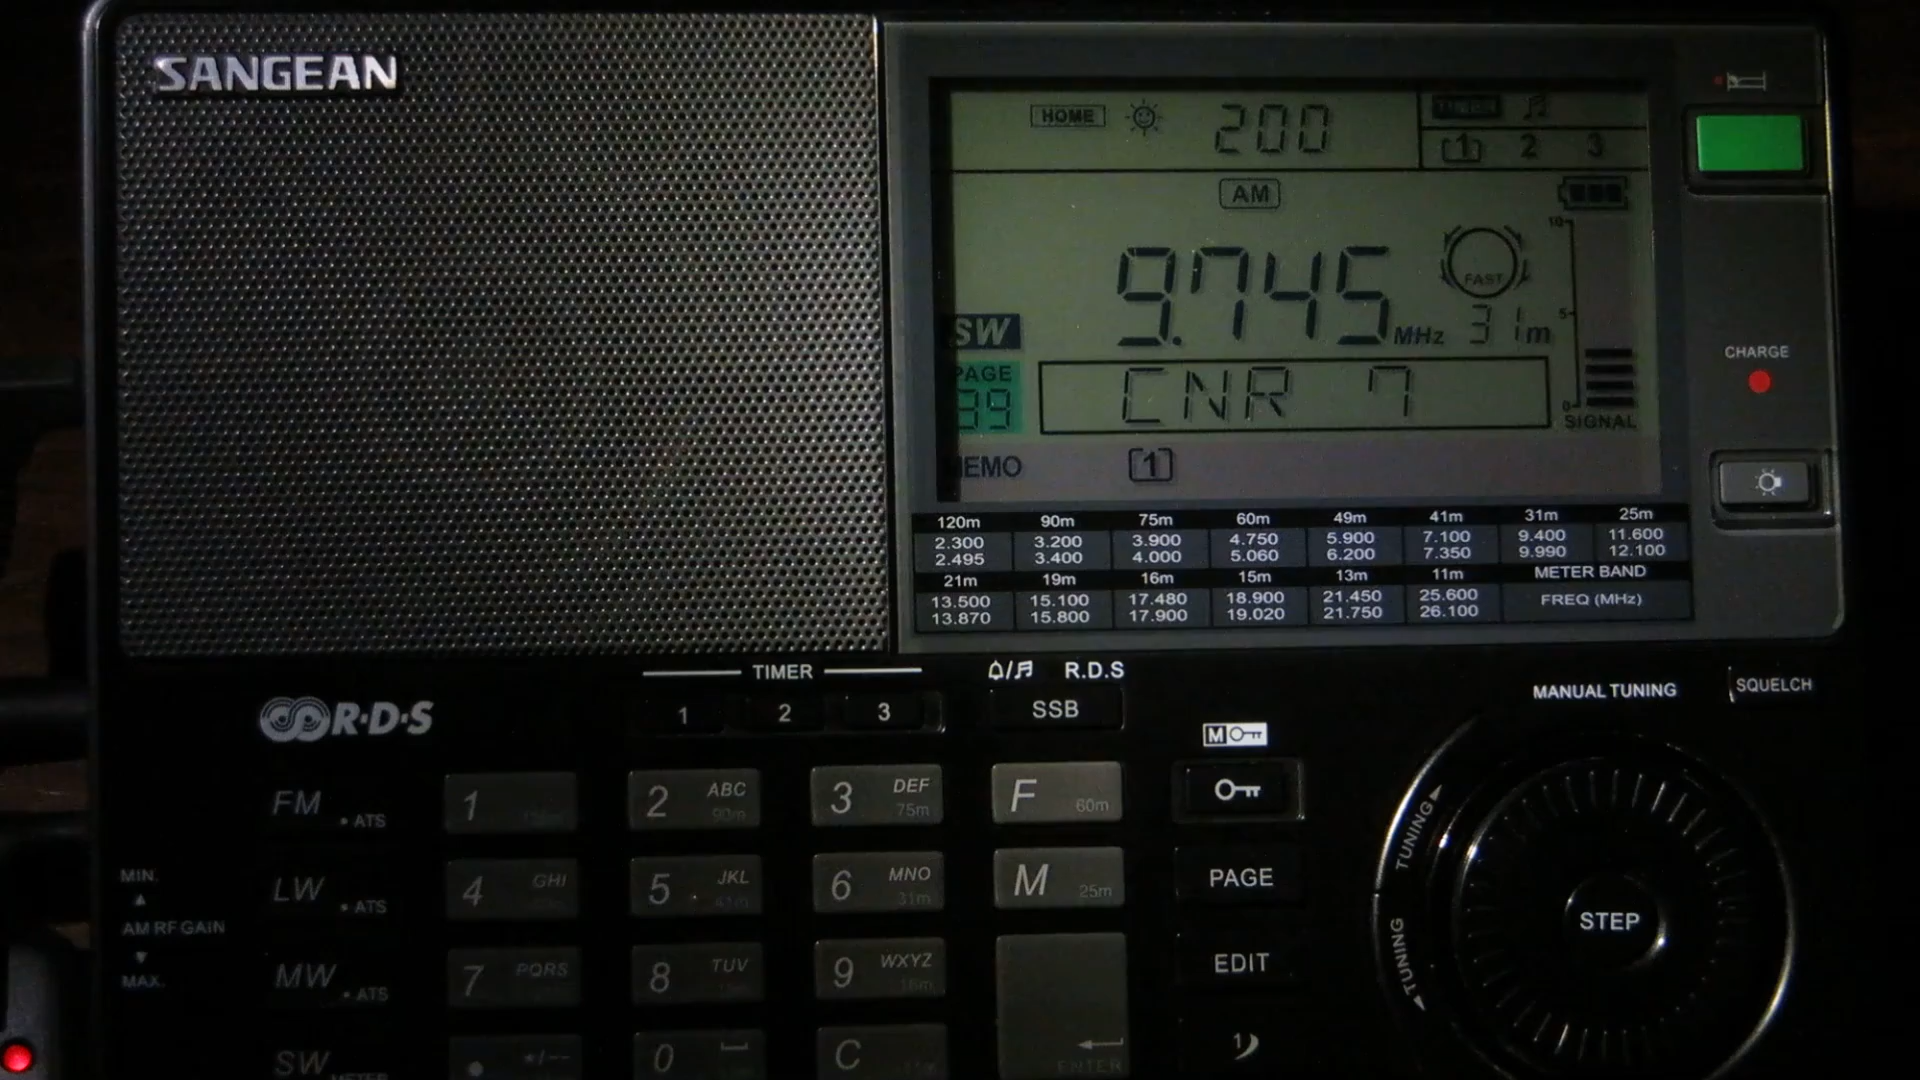 SANGEAN
HOME 200
1 2 3
AM
10
9.745 MHz 31m
FAST
5
SW
PAGE
39
CNR 7
0
SIGNAL
MEMO [1]
CHARGE
120m 90m 75m 60m 49m 41m 31m 25m
2.300 3.200 3.900 4.750 5.900 7.100 9.400 11.600
2.495 3.400 4.000 5.060 6.200 7.350 9.990 12.100
21m 19m 16m 15m 13m 11m METER BAND
13.500 15.100 17.480 18.900 21.450 25.600 FREQ (MHz)
13.870 15.800 17.900 19.020 21.750 26.100
TIMER R.D.S
R·D·S 1 2 3 SSB
MANUAL TUNING SQUELCH
M
FM • ATS 1 2 ABC 90m 3 DEF 75m F 60m
LW • ATS 4 GHI 5 JKL 6 MNO 31m M 25m PAGE
MW • ATS 7 PQRS 8 TUV 9 WXYZ EDIT
SW METER 0 C ENTER 1
MIN.
AM RF GAIN
MAX.
TUNING
STEP
TUNING